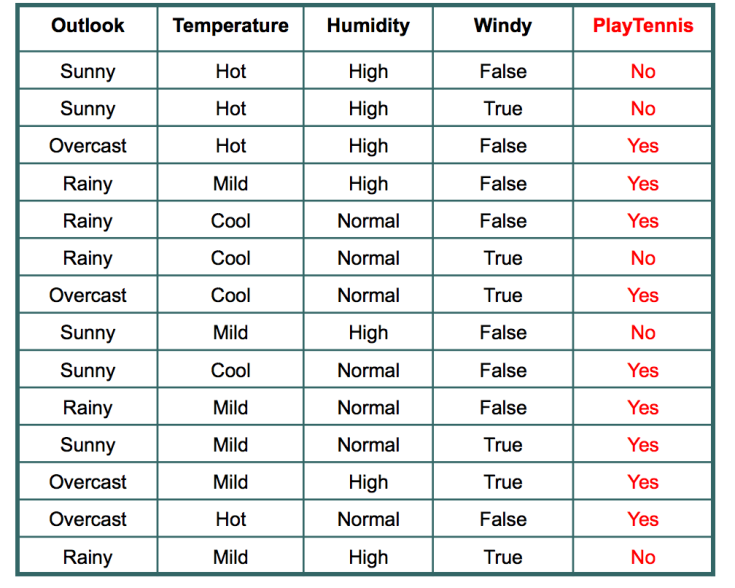 Outlook Temperature Humidity Windy PlayTennis
Sunny Hot High False No
Sunny Hot High True No
Overcast Hot High False Yes
Rainy Mild High False Yes
Rainy Cool Normal False Yes
Rainy Cool Normal True No
Overcast Cool Normal True Yes
Sunny Mild High False No
Sunny Cool Normal False Yes
Rainy Mild Normal False Yes
Sunny Mild Normal True Yes
Overcast Mild High True Yes
Overcast Hot Normal False Yes
Rainy Mild High True No